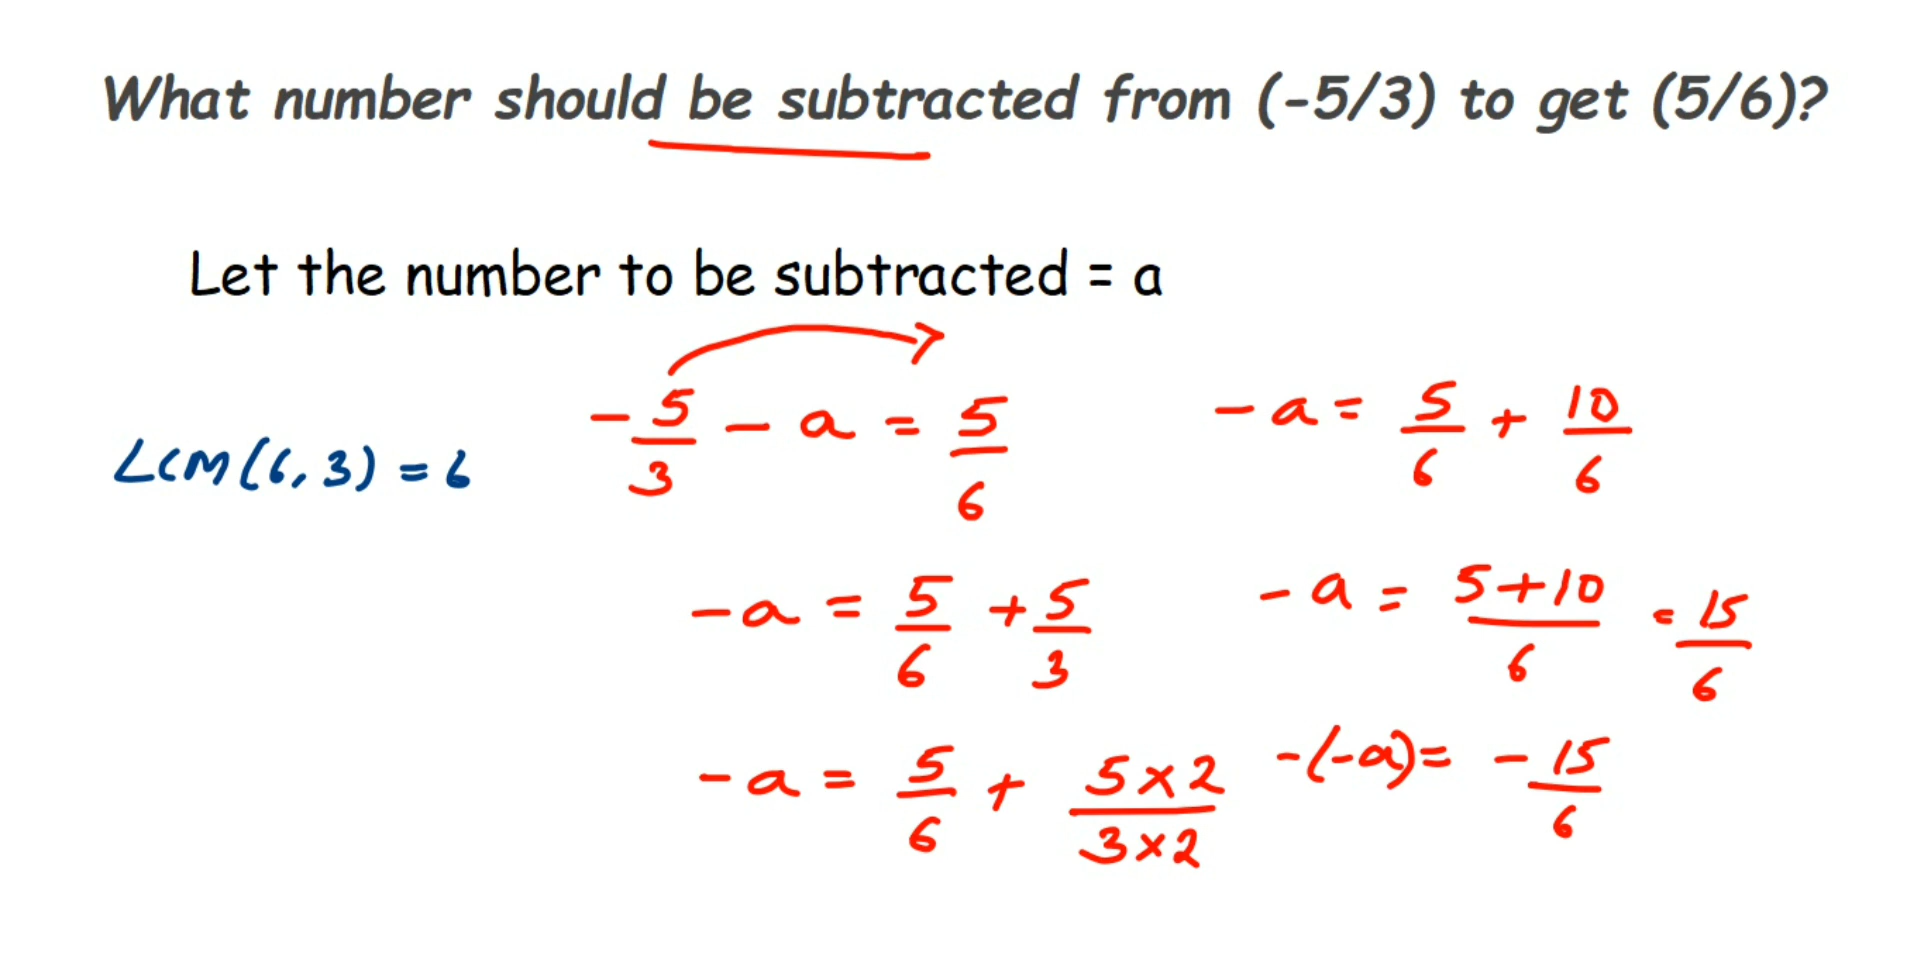 What number should be subtracted from (-5/3) to get (5/6)?
Let the number to be subtracted = a
LCM(6,3) = 6
-5/3 - a = 5/6
-a = 5/6 + 5/3
-a = 5/6 + 5×2/3×2
-a = 5/6 + 10/6
-a = 5+10/6 = 15/6
-(-a) = -15/6